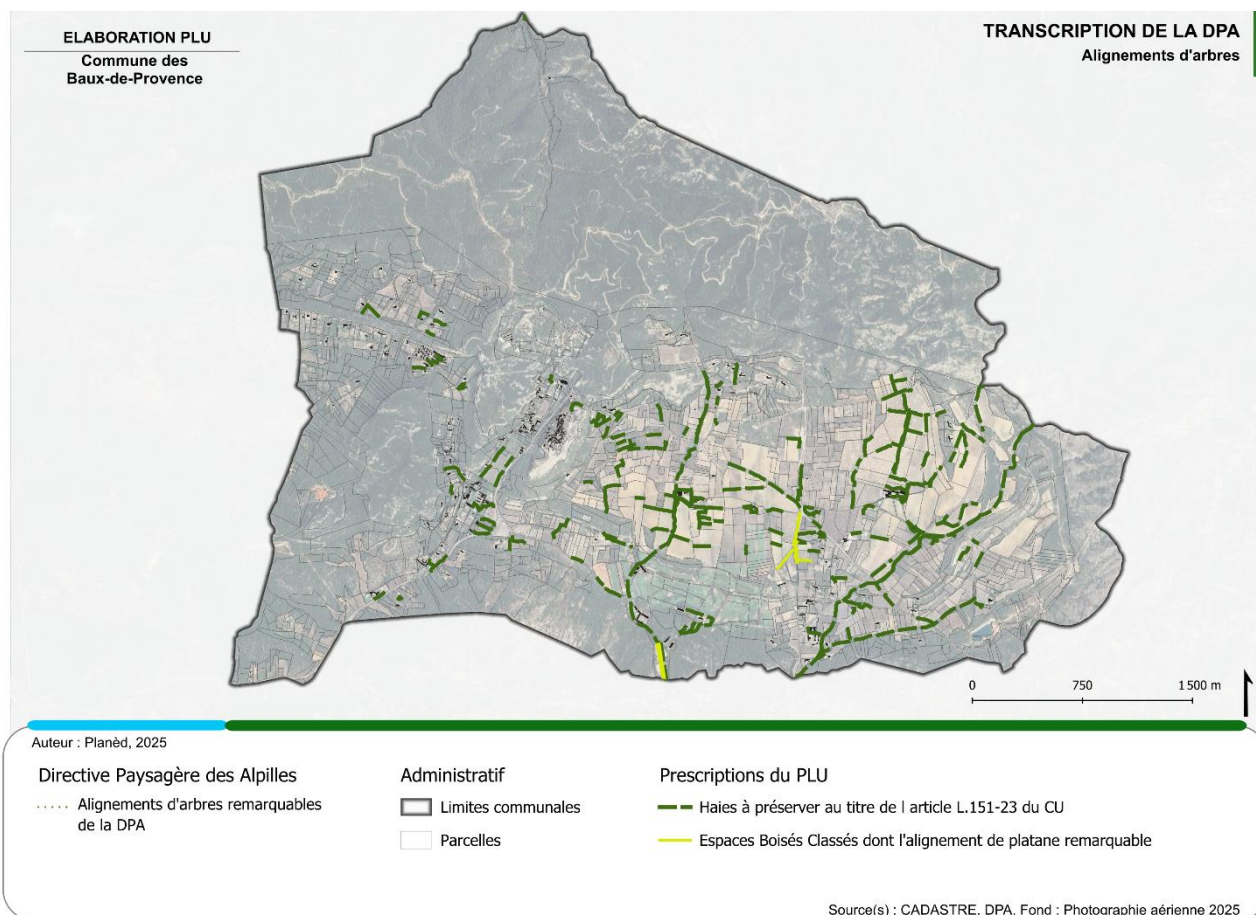 ELABORATION PLU
Commune des
Baux-de-Provence
TRANSCRIPTION DE LA DPA
Alignements d'arbres
0 750 1 500 m
Auteur : Planèd, 2025
Directive Paysagère des Alpilles
Alignements d'arbres remarquables
de la DPA
Administratif
Limites communales
Parcelles
Prescriptions du PLU
Haies à préserver au titre de l article L.151-23 du CU
Espaces Boisés Classés dont l'alignement de platane remarquable
Source(s) : CADASTRE, DPA, Fond : Photographie aérienne 2025